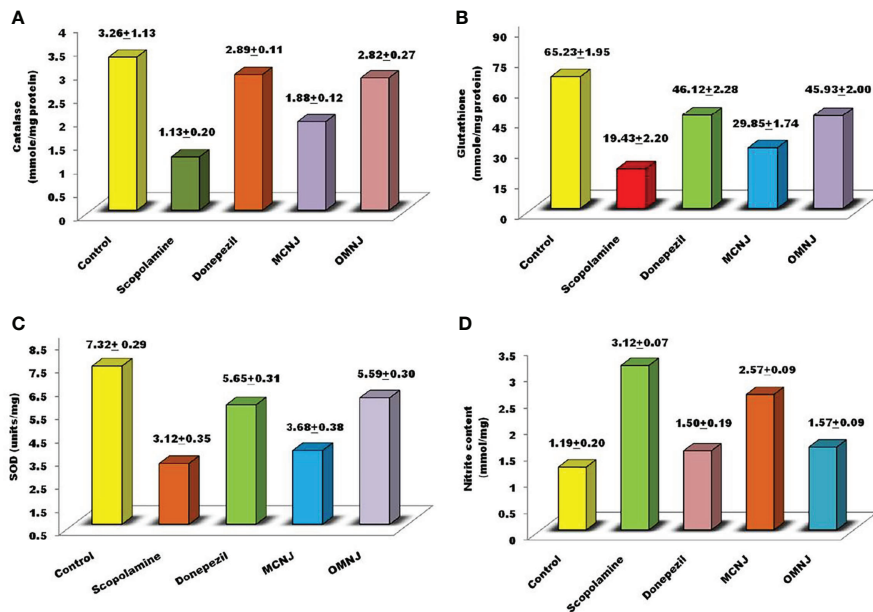 A
Catalase
(mmole/mg protein)
4
3.5
3
2.5
2
1.5
1
0.5
0
3.26±1.13
1.13±0.20
2.89±0.11
1.88±0.12
2.82±0.27
Control
Scopolamine
Donepezil
MCNJ
OMNJ
B
Glutathione
(mmole/mg protein)
90
75
60
45
30
15
0
65.23±1.95
19.43±2.20
46.12±2.28
29.85±1.74
45.93±2.00
Control
Scopolamine
Donepezil
MCNJ
OMNJ
C
SOD (units/mg)
8.5
7.5
6.5
5.5
4.5
3.5
2.5
1.5
0.5
7.32± 0.29
3.12±0.35
5.65±0.31
3.68±0.38
5.59±0.30
Control
Scopolamine
Donepezil
MCNJ
OMNJ
D
Nitrite content
(mmol/mg)
3.5
3
2.5
2
1.5
1
0.5
0
1.19±0.20
3.12±0.07
1.50±0.19
2.57±0.09
1.57±0.09
Control
Scopolamine
Donepezil
MCNJ
OMNJ